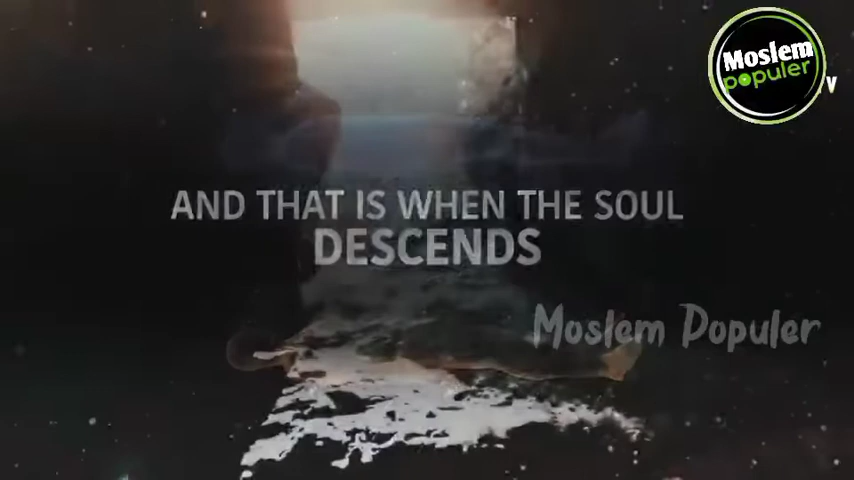 Moslem
populer
V
AND THAT IS WHEN THE SOUL
DESCENDS
Moslem Populer